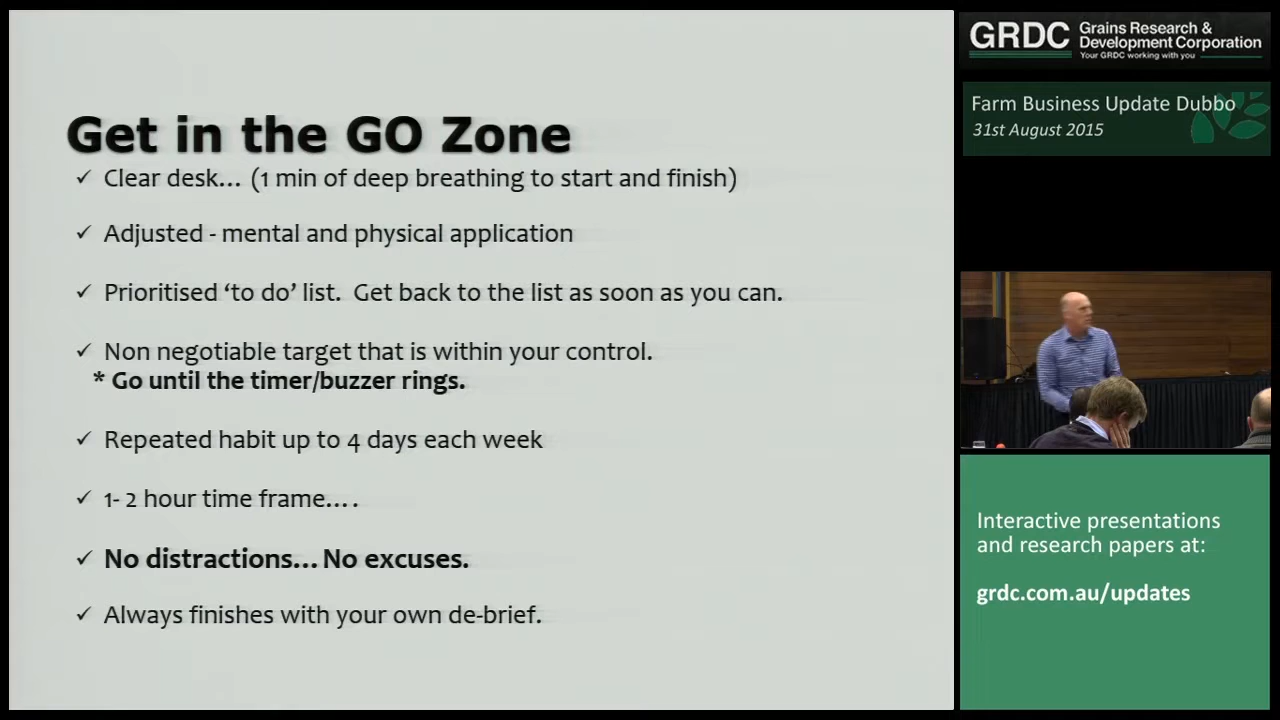 Get in the GO Zone
✓ Clear desk... (1 min of deep breathing to start and finish)
✓ Adjusted - mental and physical application
✓ Prioritised ‘to do’ list. Get back to the list as soon as you can.
✓ Non negotiable target that is within your control.
* Go until the timer/buzzer rings.
✓ Repeated habit up to 4 days each week
✓ 1- 2 hour time frame.... 
✓ No distractions... No excuses.
✓ Always finishes with your own de-brief.
GRDC
Grains Research &
Development Corporation
Your GRDC working with you
Farm Business Update Dubbo
31st August 2015
Interactive presentations
and research papers at:
grdc.com.au/updates